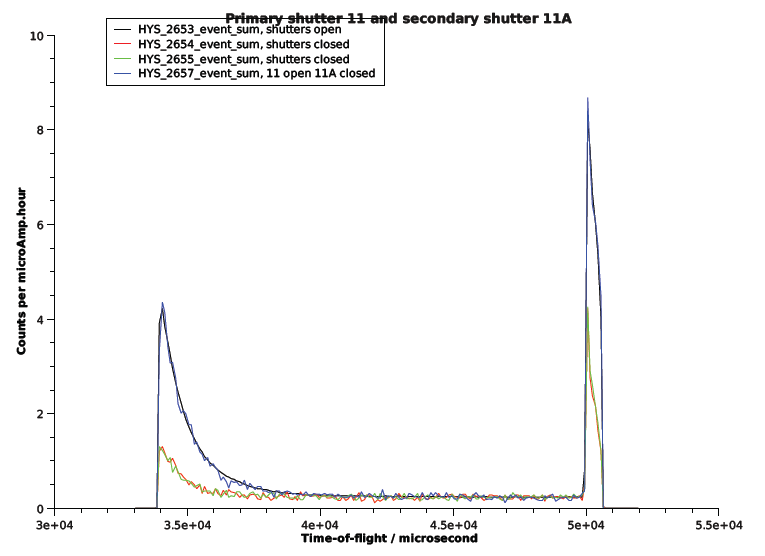 Primary shutter 11 and secondary shutter 11A
HYS_2653_event_sum, shutters open
HYS_2654_event_sum, shutters closed
HYS_2655_event_sum, shutters closed
HYS_2657_event_sum, 11 open 11A closed
10
8
6
4
2
0
Counts per microAmp.hour
3e+04 3.5e+04 4e+04 4.5e+04 5e+04 5.5e+04
Time-of-flight / microsecond